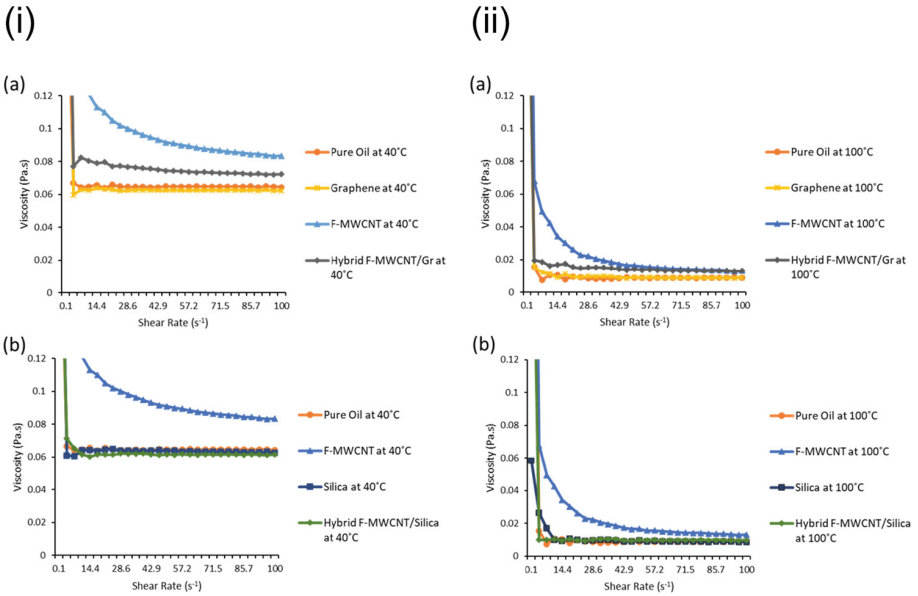 (i)
(ii)
(a)
0.12
0.1
0.08
0.06
0.04
0.02
0
Viscosity (Pa.s)
0.1 14.4 28.6 42.9 57.2 71.5 85.7 100
Shear Rate (s-1)
Pure Oil at 40˚C
Graphene at 40˚C
F-MWCNT at 40˚C
Hybrid F-MWCNT/Gr at
40˚C
(a)
0.12
0.1
0.08
0.06
0.04
0.02
0
Viscosity (Pa.s)
0.1 14.4 28.6 42.9 57.2 71.5 85.7 100
Shear Rate (s-1)
Pure Oil at 100˚C
Graphene at 100˚C
F-MWCNT at 100˚C
Hybrid F-MWCNT/Gr at
100˚C
(b)
0.12
0.1
0.08
0.06
0.04
0.02
0
Viscosity (Pa.s)
0.1 14.4 28.6 42.9 57.2 71.5 85.7 100
Shear Rate (s-1)
Pure Oil at 40˚C
F-MWCNT at 40˚C
Silica at 40˚C
Hybrid F-MWCNT/Silica
at 40˚C
(b)
0.12
0.1
0.08
0.06
0.04
0.02
0
Viscosity (Pa.s)
0.1 14.4 28.6 42.9 57.2 71.5 85.7 100
Shear Rate (s-1)
Pure Oil at 100˚C
F-MWCNT at 100˚C
Silica at 100˚C
Hybrid F-MWCNT/Silica
at 100˚C